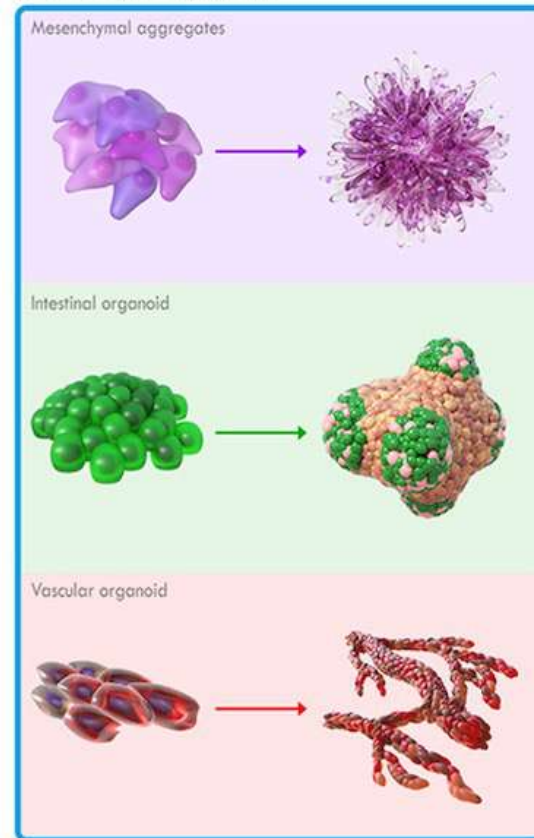 Mesenchymal aggregates
Intestinal organoid
Vascular organoid